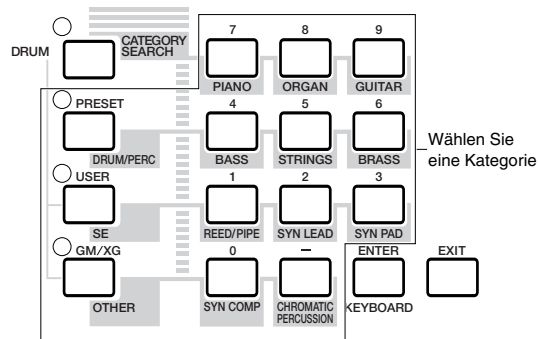 7 8 9
DRUM
CATEGORY
SEARCH
PIANO ORGAN GUITAR
PRESET 4 5 6
DRUM/PERC BASS STRINGS BRASS
Wählen Sie
eine Kategorie
USER 1 2 3
SE REED/PIPE SYN LEAD SYN PAD
GM/XG 0 – ENTER EXIT
OTHER SYN COMP CHROMATIC
PERCUSSION
KEYBOARD